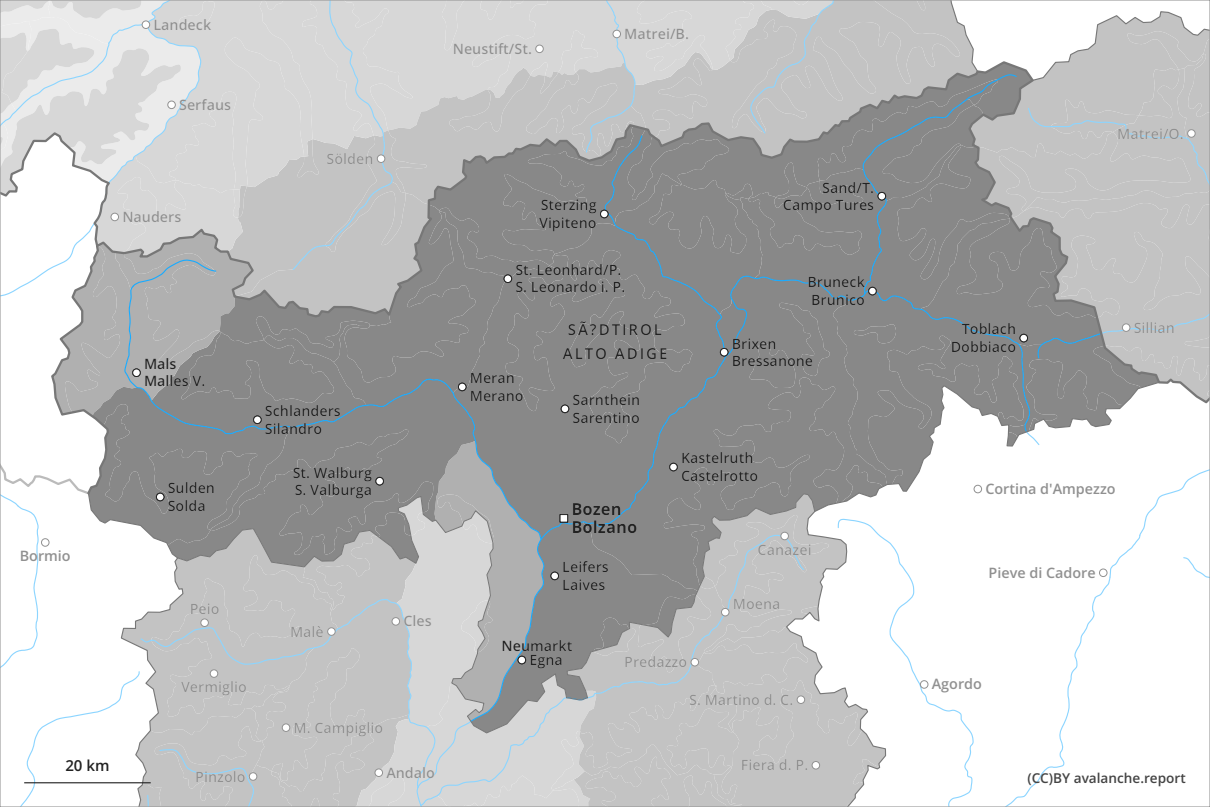 Landeck
Neustift/St.
Matrei/B.
Serfaus
Matrei/O.
Sölden
Sand/T.
Campo Tures
Nauders
Sterzing
Vipiteno
St. Leonhard/P.
S. Leonardo i. P.
Bruneck
Brunico
SÃ?DTIROL
ALTO ADIGE
Toblach
Dobbiaco
Sillian
Brixen
Bressanone
Mals
Malles V.
Meran
Merano
Schlanders
Silandro
Sarnthein
Sarentino
Kastelruth
Castelrotto
St. Walburg
S. Valburga
Sulden
Solda
Cortina d'Ampezzo
Bozen
Bolzano
Bormio
Canazei
Leifers
Laives
Pieve di Cadore
Peio
Malè
Cles
Moena
Neumarkt
Egna
Predazzo
Vermiglio
Agordo
S. Martino d. C.
M. Campiglio
Fiera d. P.
20 km
Pinzolo
Andalo
(CC)BY avalanche.report